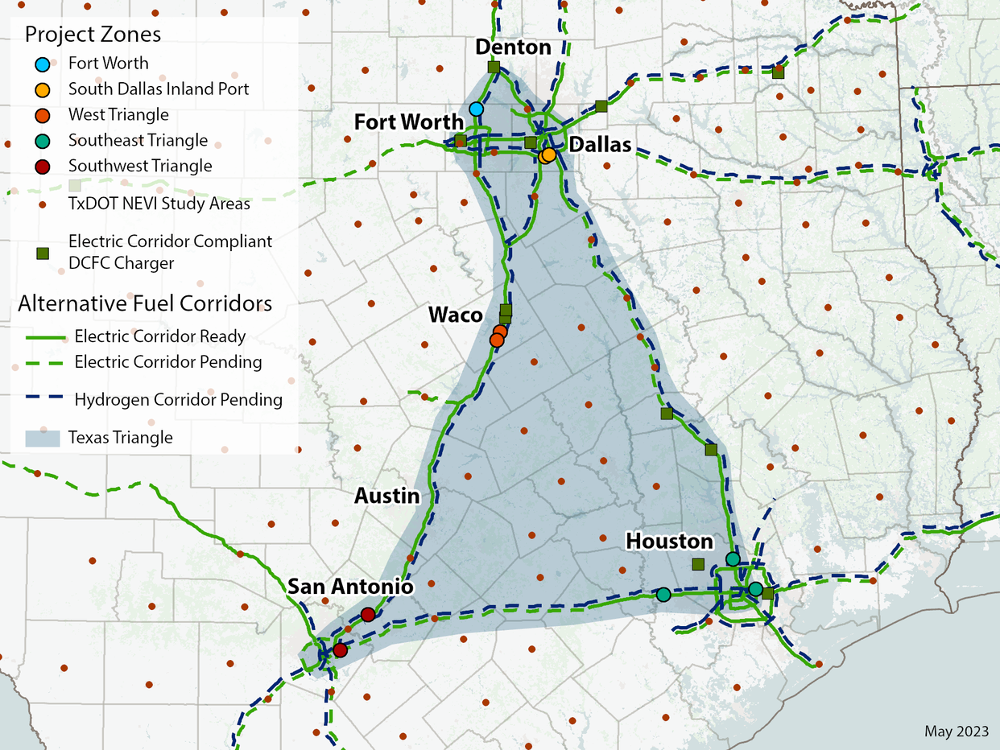 Project Zones
Fort Worth
South Dallas Inland Port
West Triangle
Southeast Triangle
Southwest Triangle
TxDOT NEVI Study Areas
Electric Corridor Compliant
DCFC Charger
Alternative Fuel Corridors
Electric Corridor Ready
Electric Corridor Pending
Hydrogen Corridor Pending
Texas Triangle
Denton
Fort Worth
Dallas
Waco
Austin
Houston
San Antonio
May 2023